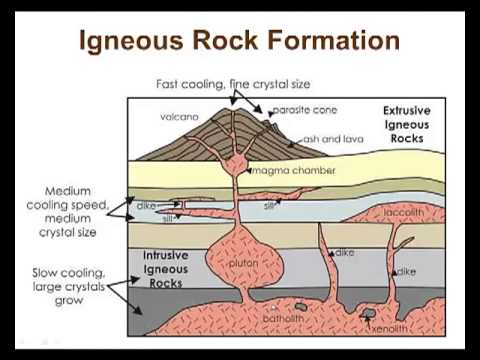 Igneous Rock Formation
Fast cooling, fine crystal size
volcano
parasite cone
Extrusive
Igneous
Rocks
ash and lava
magma chamber
Medium
cooling speed,
medium
crystal size
dike
sill
sill
laccolith
Intrusive
Igneous
Rocks
pluton
dike
dike
Slow cooling,
large crystals
grow
batholith
xenolith